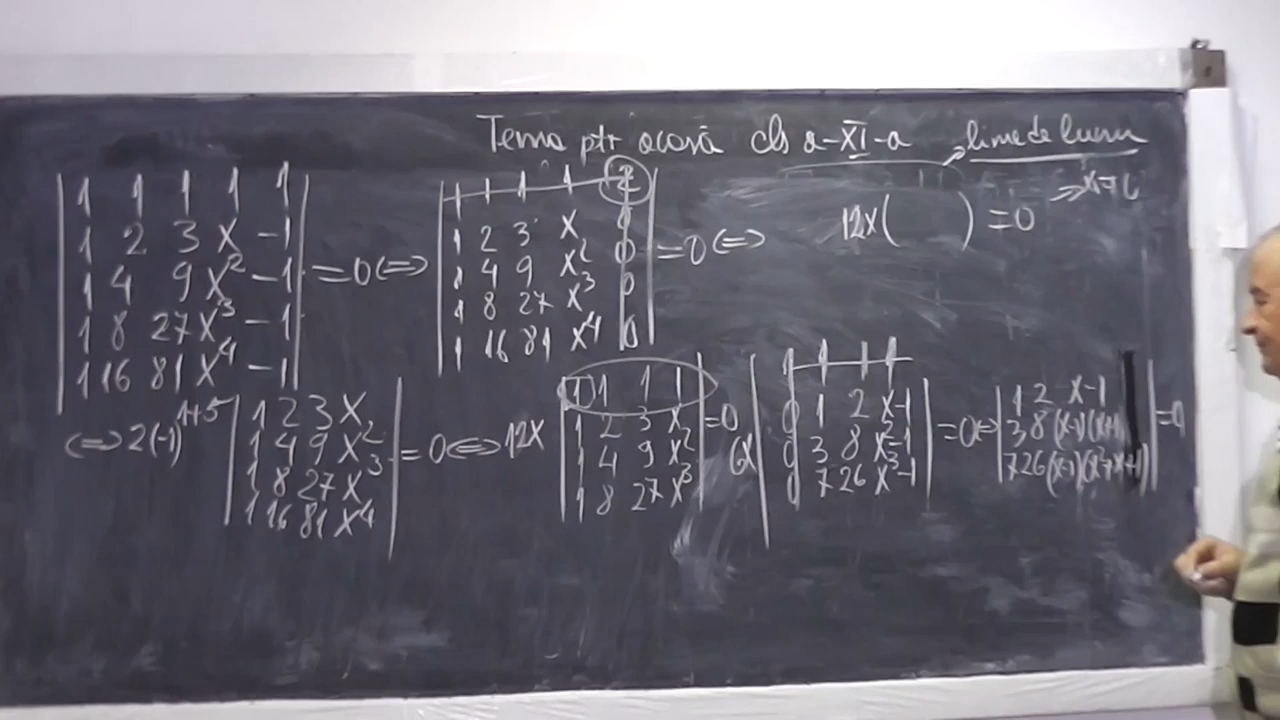 Tema ptr acasă cls a-XI-a
12x( ) = 0
1 1 1 1 1
1 2 3 x -1
1 4 9 x² -1
1 8 27 x³ -1
1 16 81 x⁴ -1
= 0 <=>
1 1 1 1 2
1 2 3 x 0
1 4 9 x² 0
1 8 27 x³ 0
1 16 81 x⁴ 0
= 0 <=>
<=> 2(-1)¹⁺⁵
1 2 3 x
1 4 9 x²
1 8 27 x³
1 16 81 x⁴
= 0 <=> 12x
1 1 1 1
1 2 3 x
1 4 9 x²
1 8 27 x³
= 0
6x
1 1 1 1
0 1 2 x-1
0 3 8 x²-1
0 7 26 x³-1
= 0 <=>
1 2 x-1
3 8 (x-1)(x+1)
7 26 (x-1)(x²+x+1)
= 0